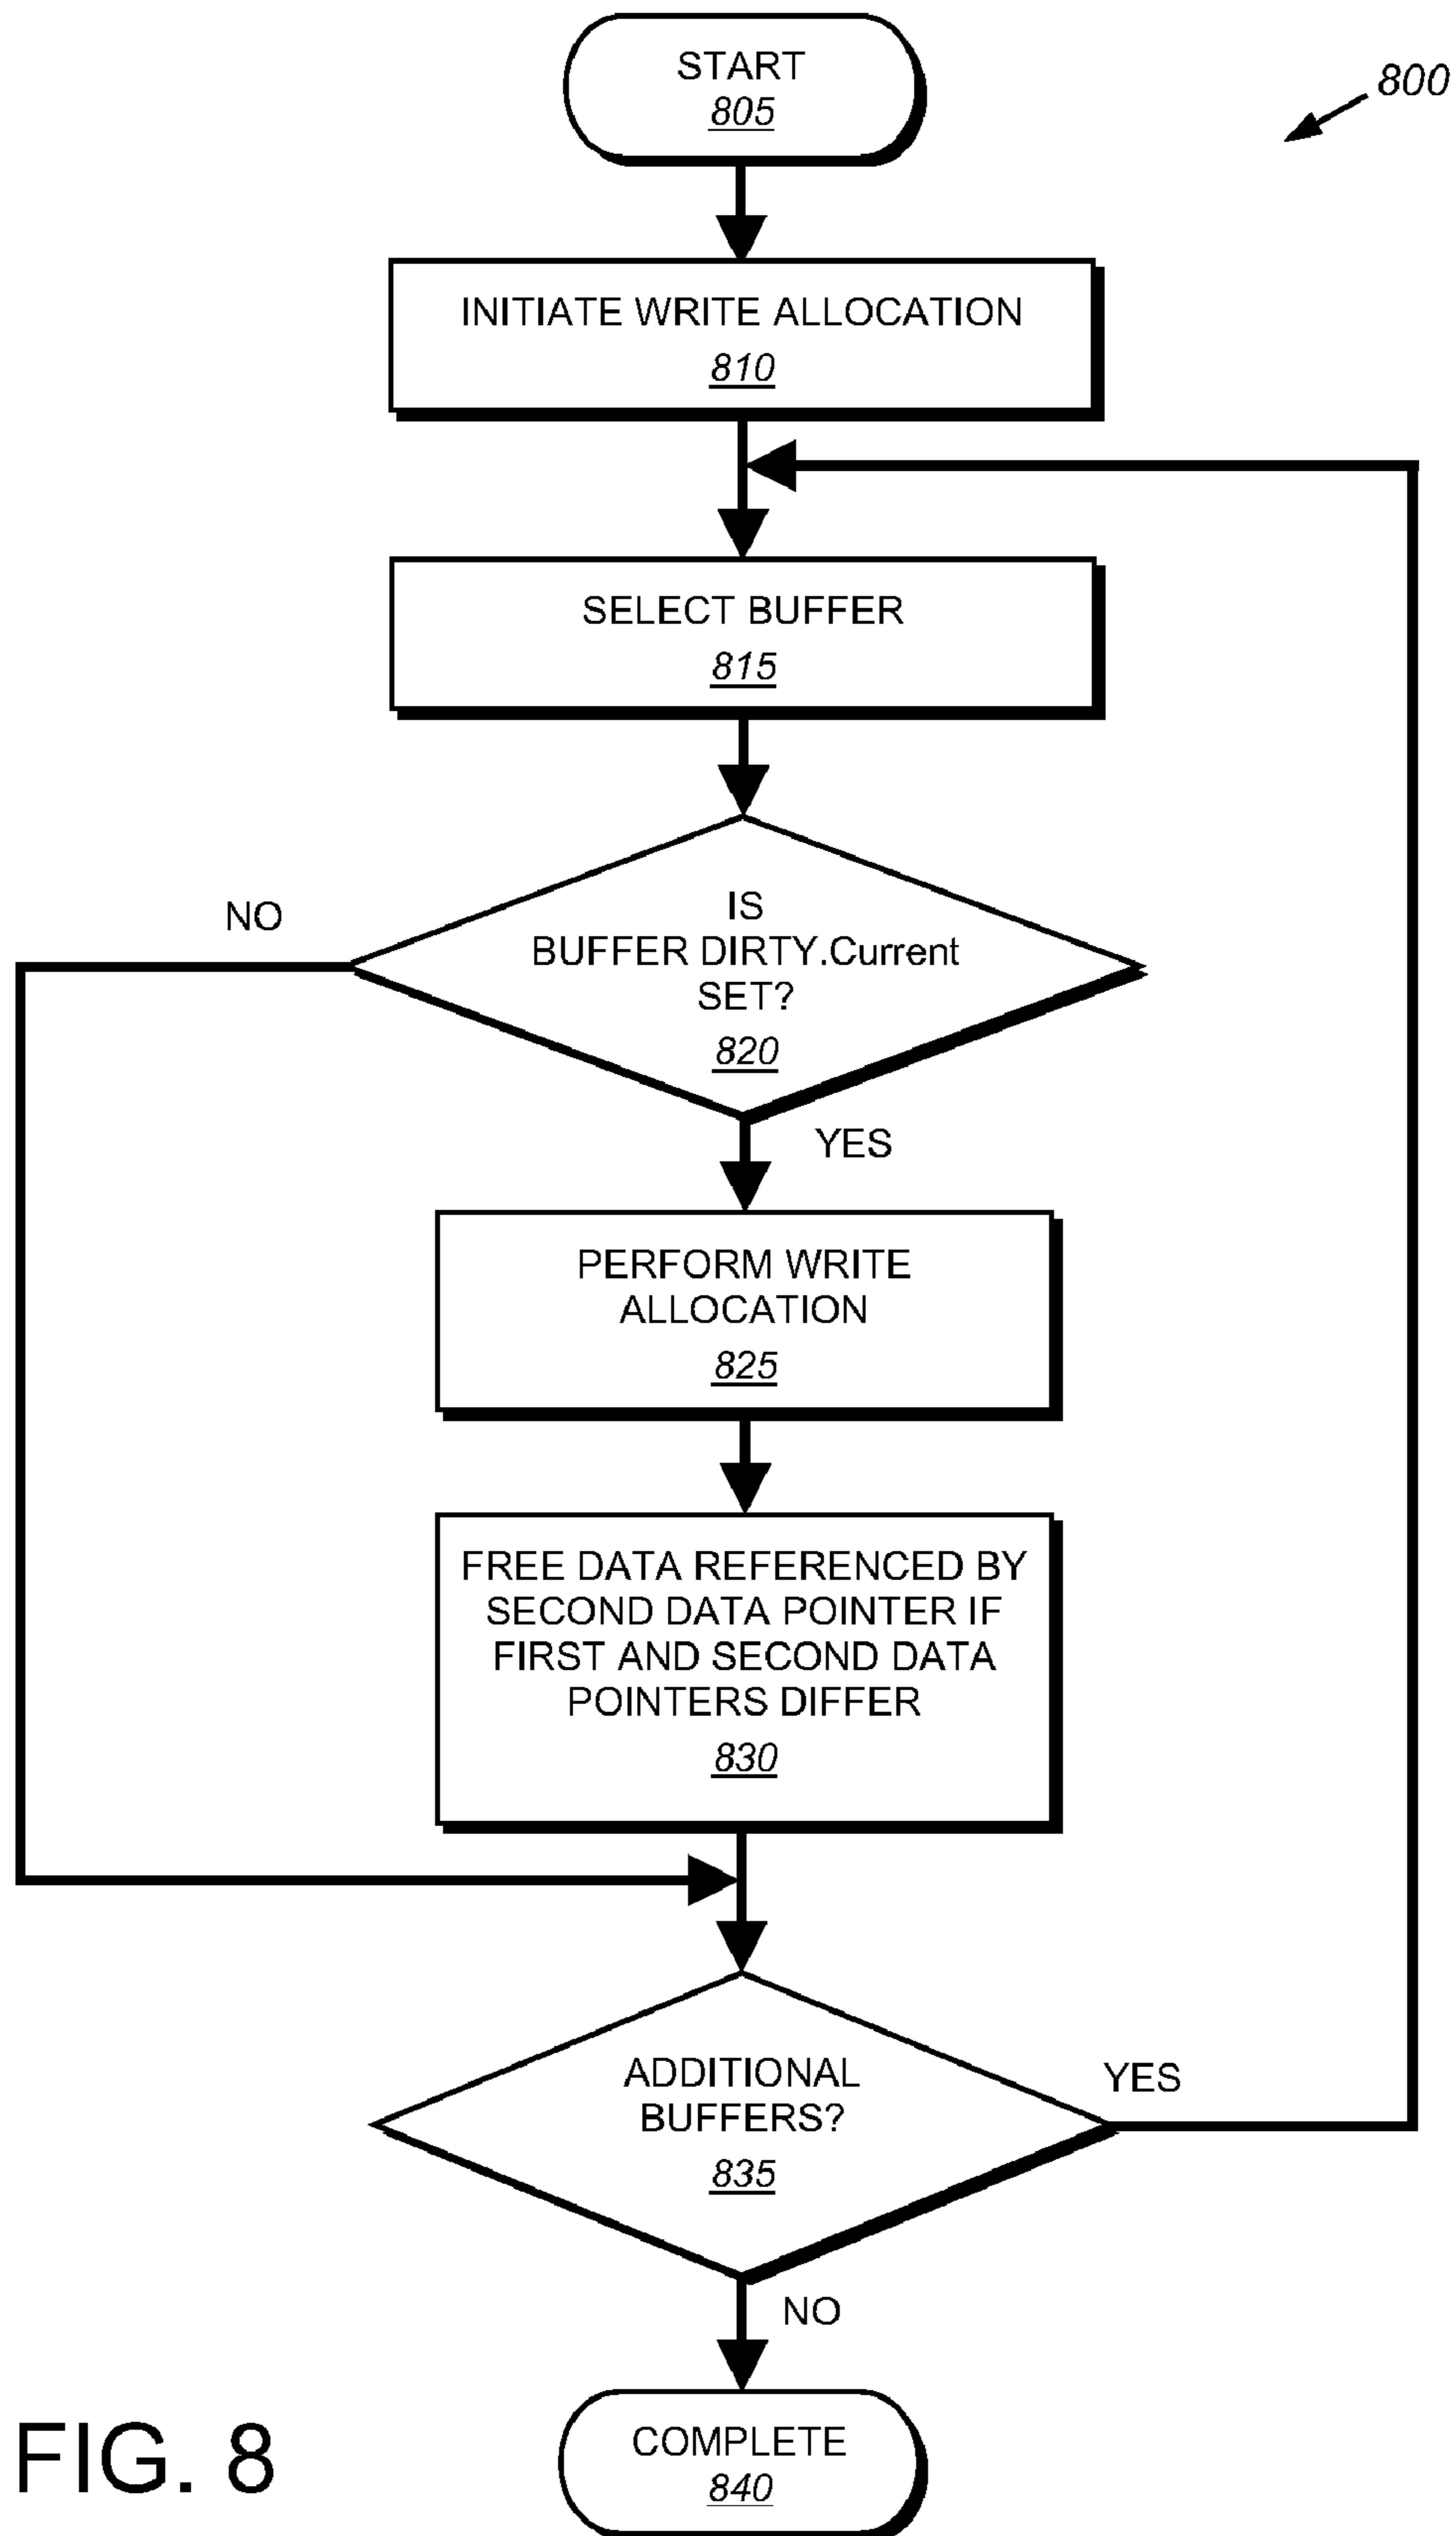 START
805
800
INITIATE WRITE ALLOCATION
810
SELECT BUFFER
815
NO
IS
BUFFER DIRTY.Current
SET?
820
YES
PERFORM WRITE
ALLOCATION
825
FREE DATA REFERENCED BY
SECOND DATA POINTER IF
FIRST AND SECOND DATA
POINTERS DIFFER
830
ADDITIONAL
BUFFERS?
835
YES
NO
COMPLETE
840
FIG. 8